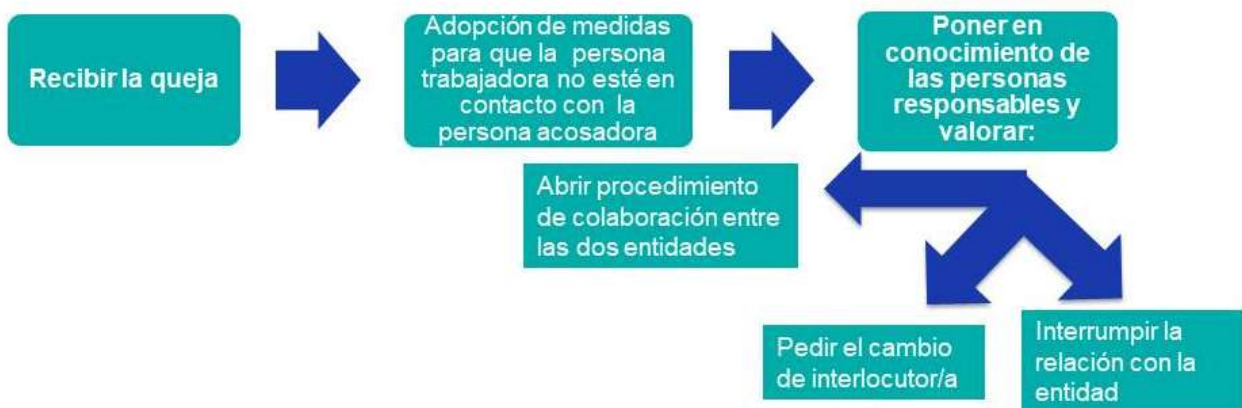 Recibir la queja
Adopción de medidas
para que la persona
trabajadora no esté en
contacto con la
persona acosadora
Poner en
conocimiento de
las personas
responsables y
valorar:
Abrir procedimiento
de colaboración entre
las dos entidades
Pedir el cambio
de interlocutor/a
Interrumpir la
relación con la
entidad